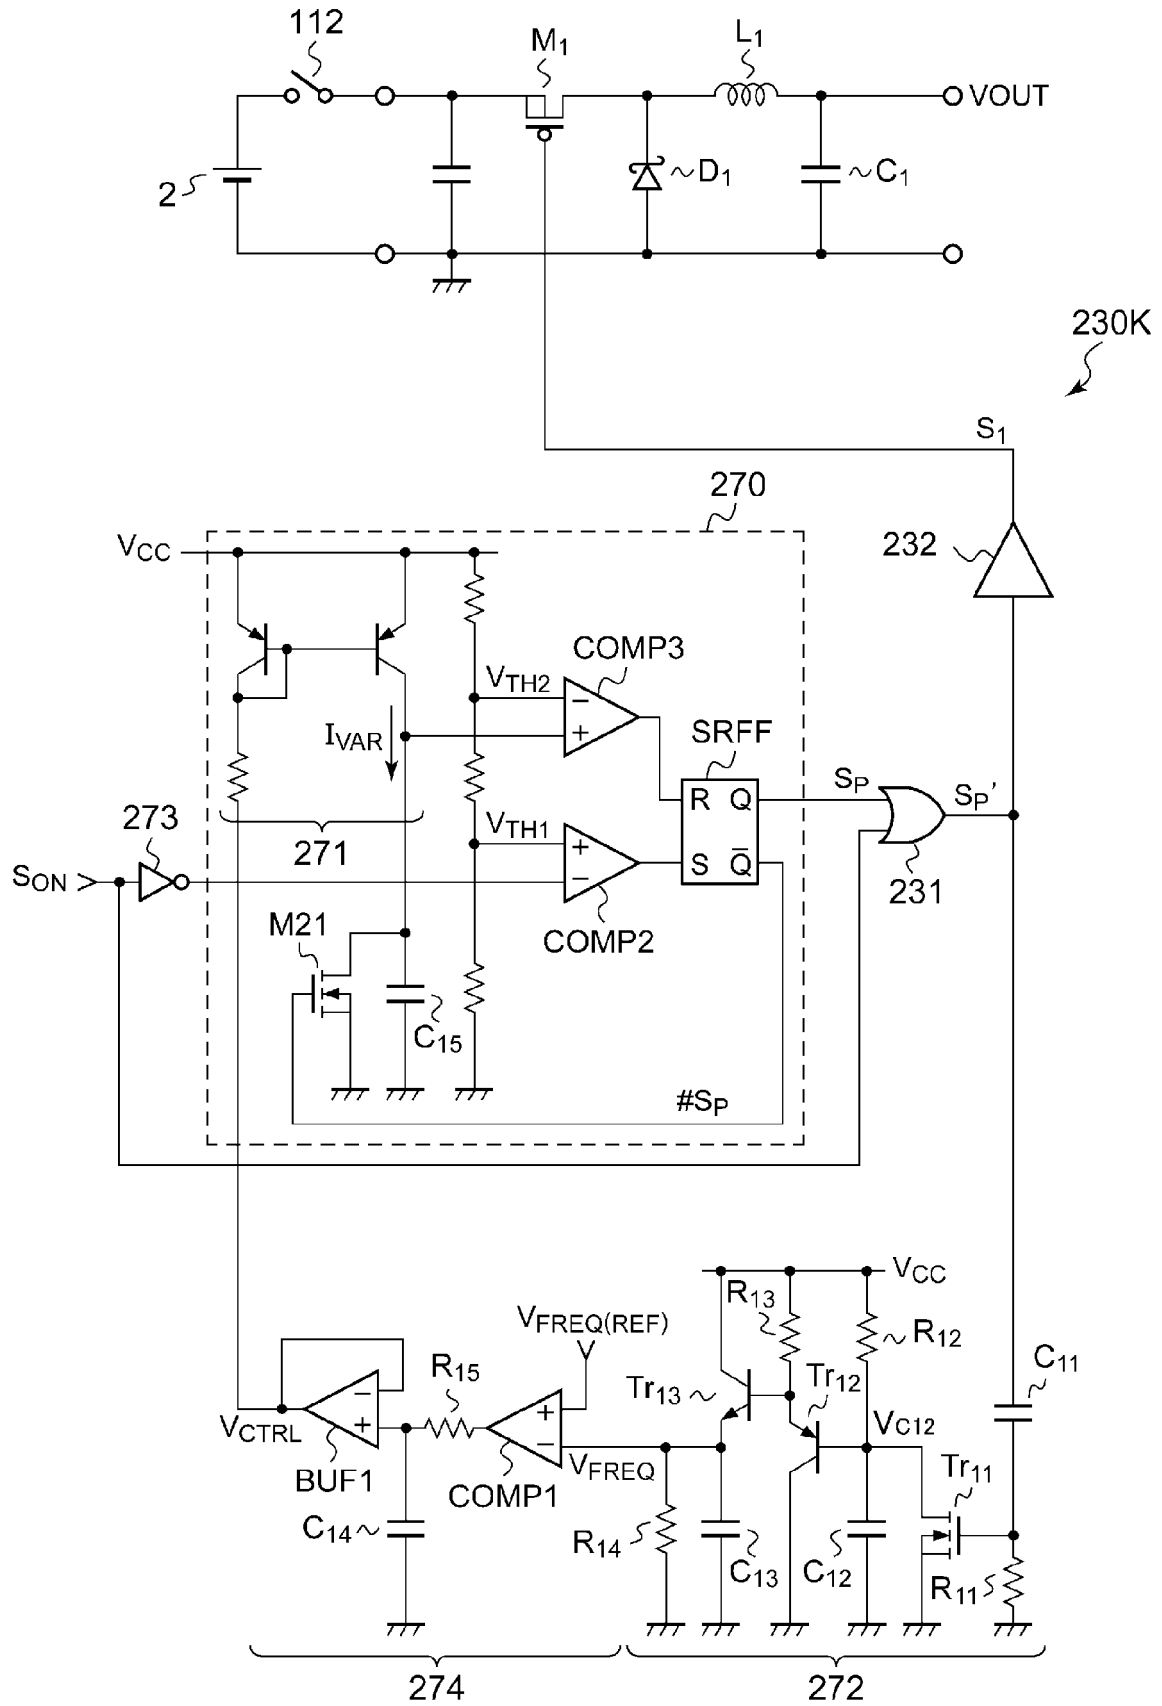 112
M1
L1
VOUT
2
D1
C1
230K
S1
270
VCC
232
COMP3
VTH2
−
+
IVAR
SRFF
R Q
SP
SP'
273
271
VTH1
+
−
S Q̅
231
SON
M21
COMP2
C15
#SP
VCC
R13
R12
VFREQ(REF)
C11
R15
Tr13
Tr12
VC12
VCTRL
−
+
+
−
BUF1
COMP1
VFREQ
Tr11
C14
R14
C13
C12
R11
274
272